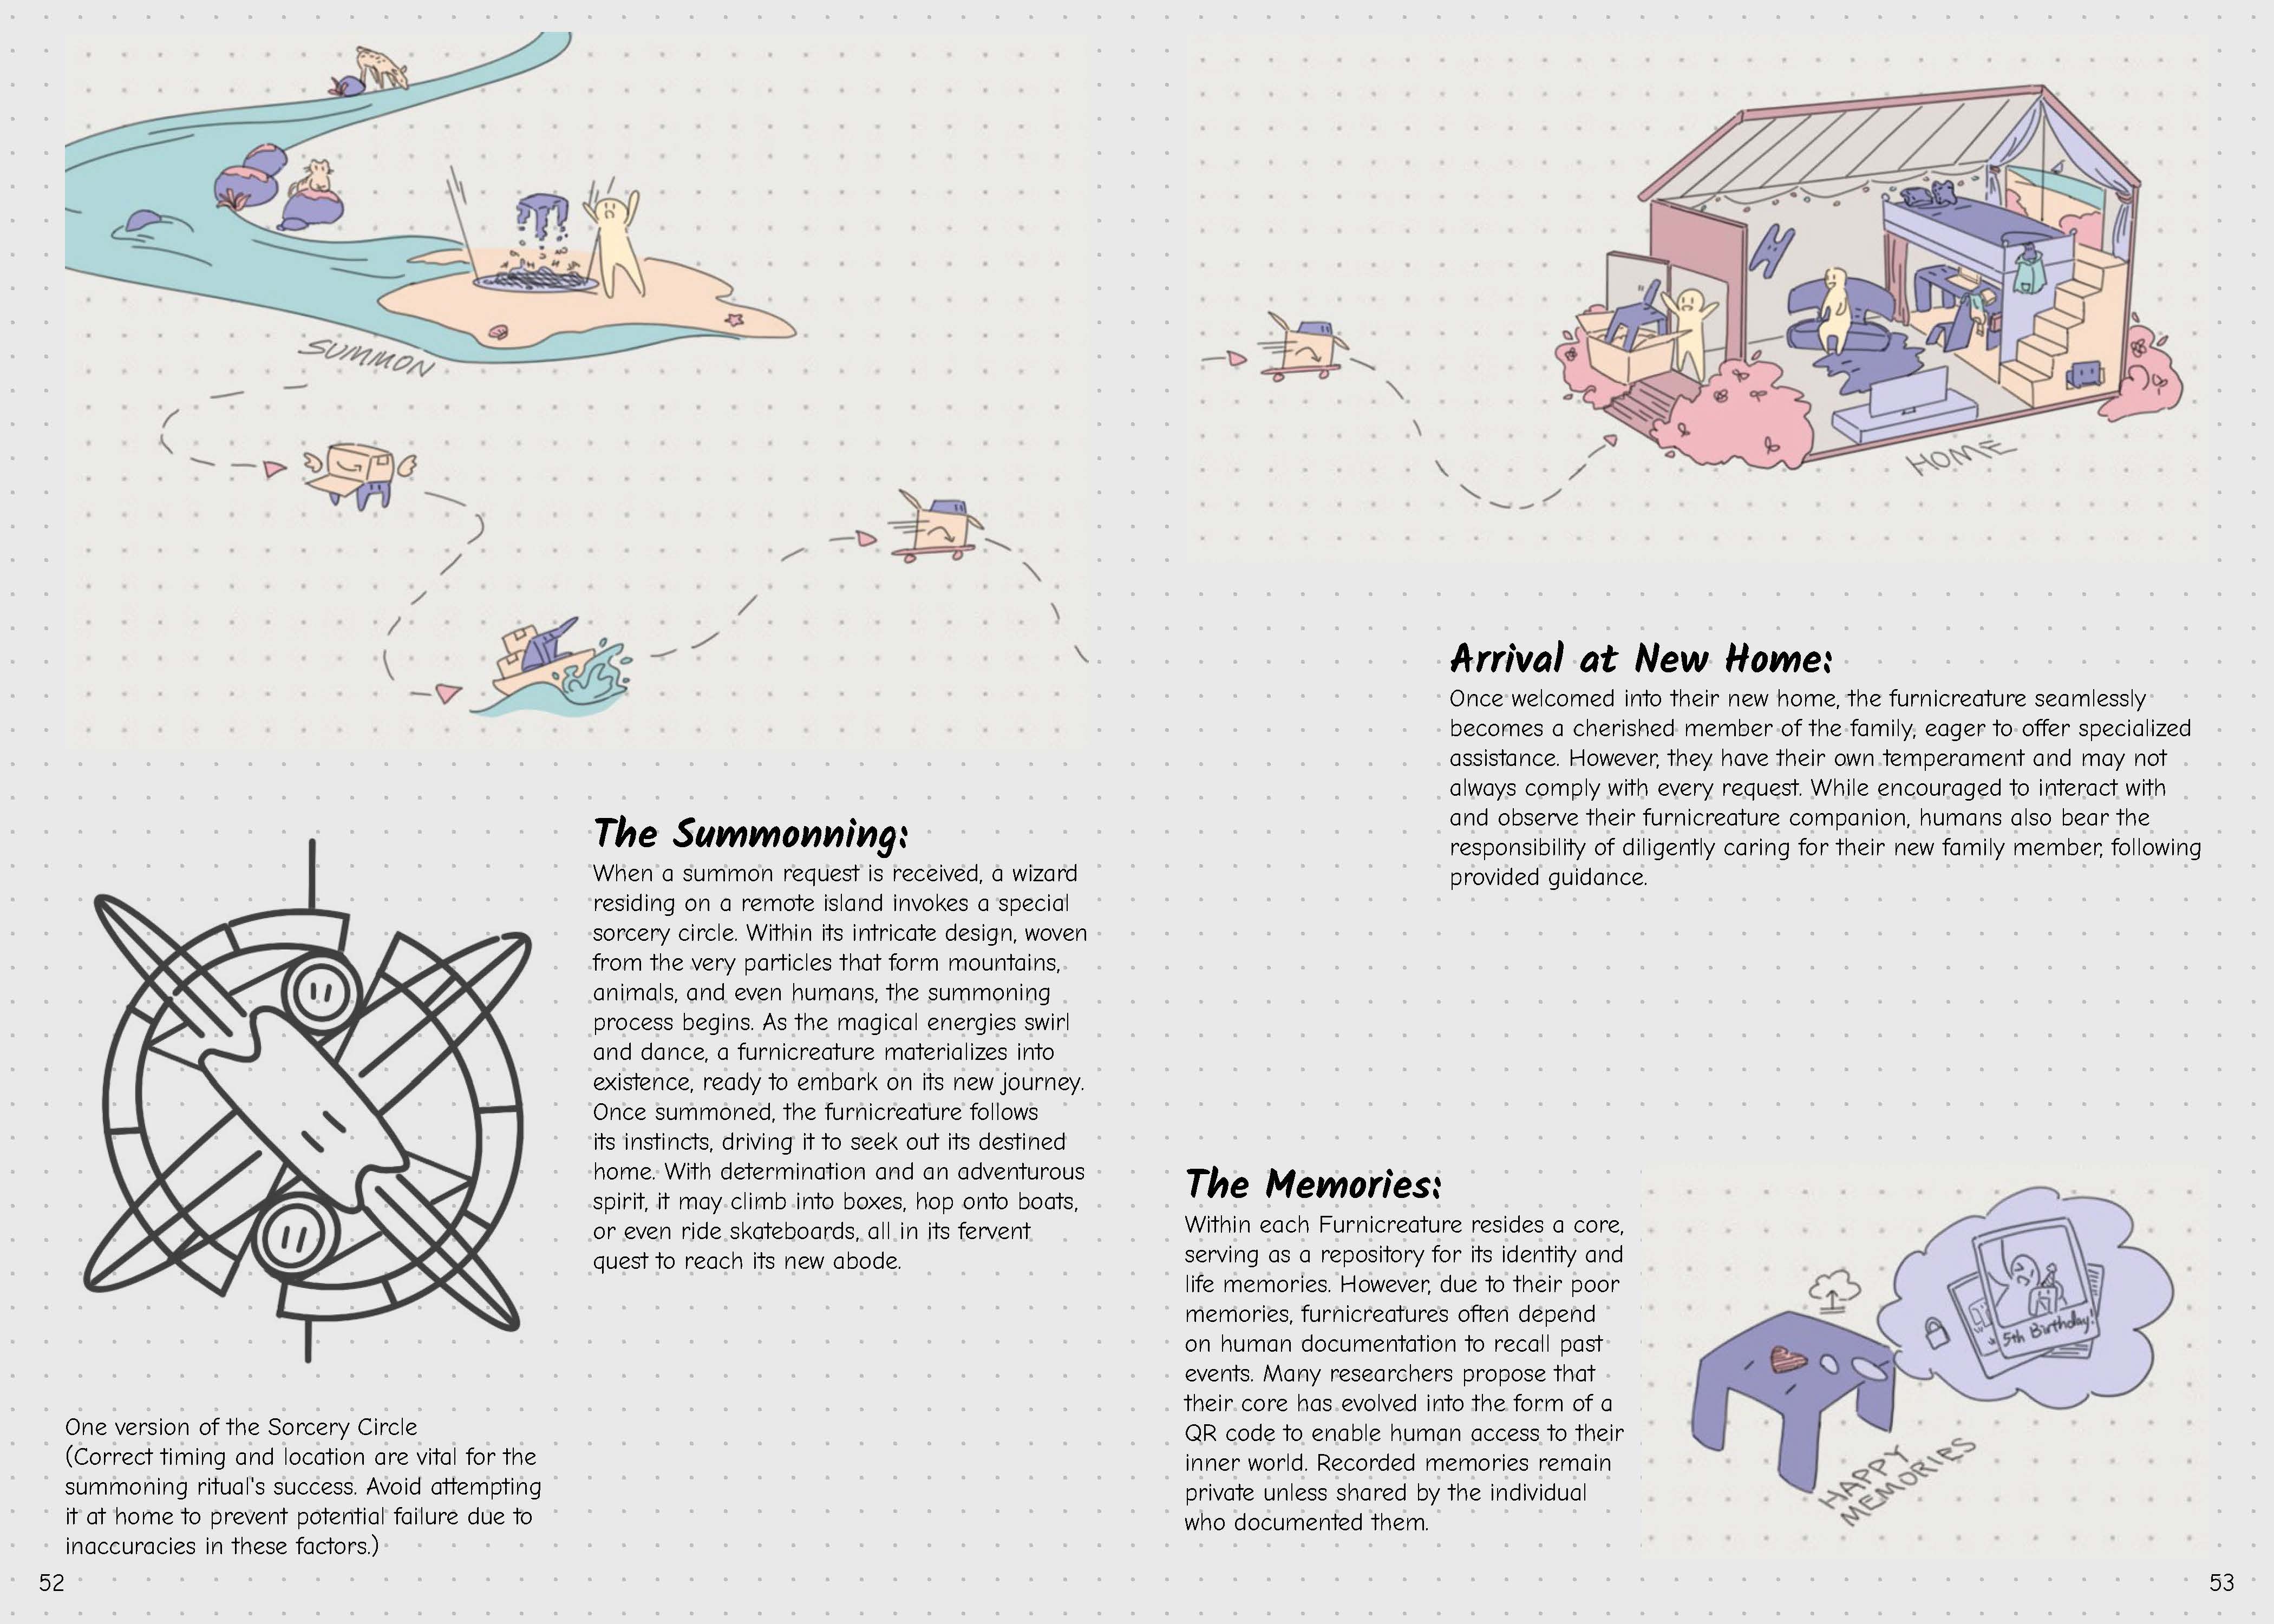 SUMMON
The Summonning:
When a summon request is received, a wizard
residing on a remote island invokes a special
sorcery circle. Within its intricate design, woven
from the very particles that form mountains,
animals, and even humans, the summoning
process begins. As the magical energies swirl
and dance, a furnicreature materializes into
existence, ready to embark on its new journey.
Once summoned, the furnicreature follows
its instincts, driving it to seek out its destined
home. With determination and an adventurous
spirit, it may climb into boxes, hop onto boats,
or even ride skateboards, all in its fervent
quest to reach its new abode.
One version of the Sorcery Circle
(Correct timing and location are vital for the
summoning ritual's success. Avoid attempting
it at home to prevent potential failure due to
inaccuracies in these factors.)
52
HOME
Arrival at New Home:
Once welcomed into their new home, the furnicreature seamlessly
becomes a cherished member of the family, eager to offer specialized
assistance. However, they have their own temperament and may not
always comply with every request. While encouraged to interact with
and observe their furnicreature companion, humans also bear the
responsibility of diligently caring for their new family member, following
provided guidance.
The Memories:
Within each Furnicreature resides a core,
serving as a repository for its identity and
life memories. However, due to their poor
memories, furnicreatures often depend
on human documentation to recall past
events. Many researchers propose that
their core has evolved into the form of a
QR code to enable human access to their
inner world. Recorded memories remain
private unless shared by the individual
who documented them.
5th Birthday!
HAPPY
MEMORIES
53